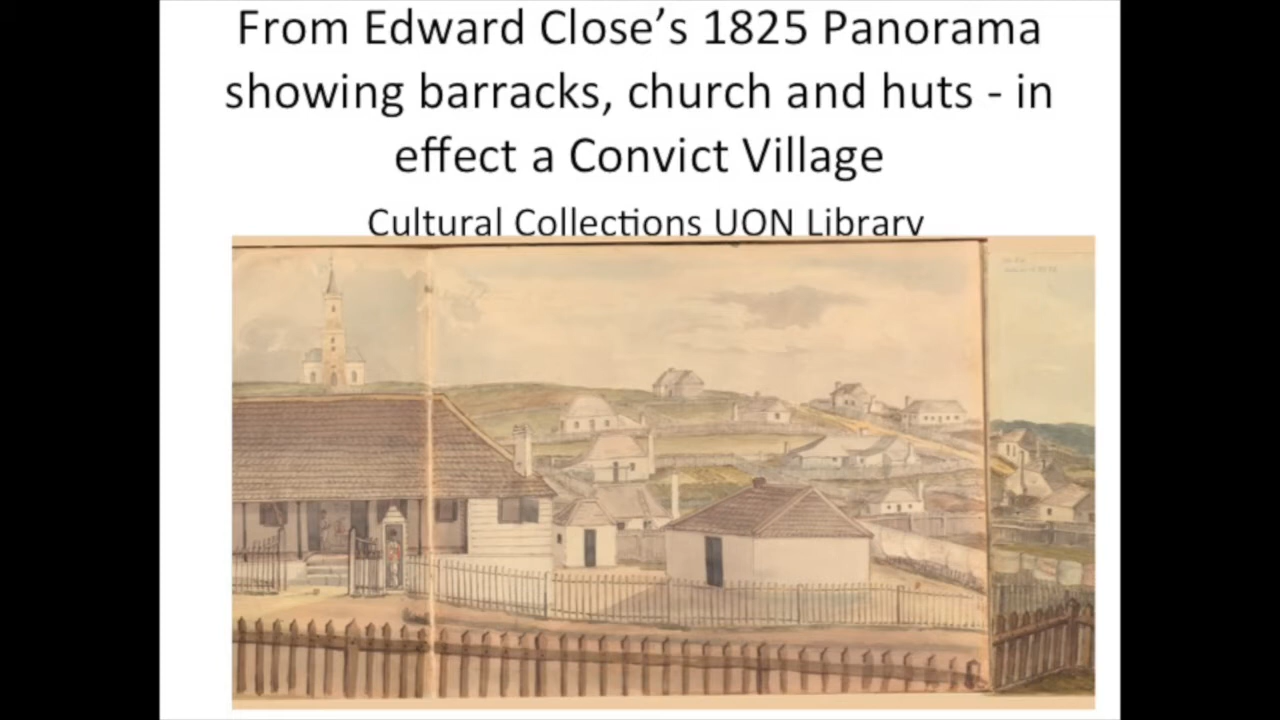 From Edward Close’s 1825 Panorama
showing barracks, church and huts - in
effect a Convict Village
Cultural Collections UON Library